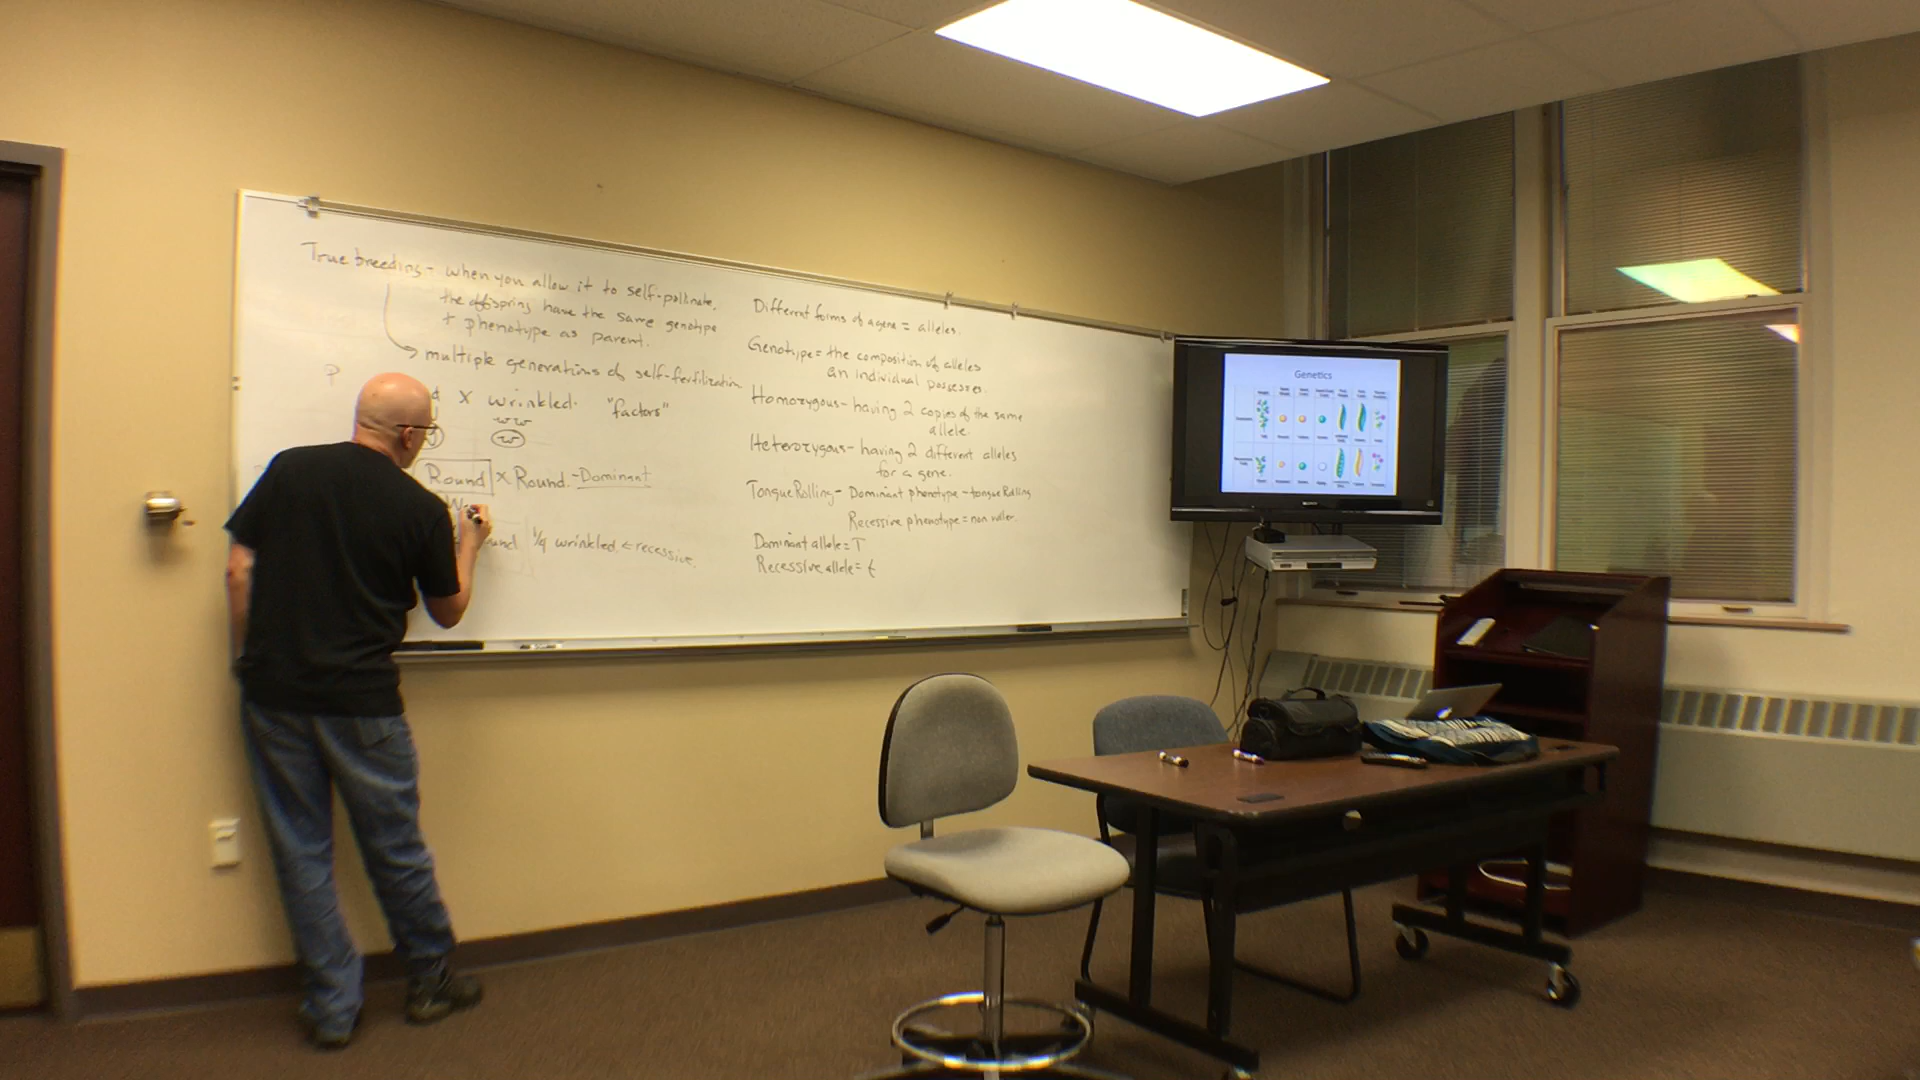 True breeding - when you allow it to self-pollinate,
the offspring have the same genotype
+ phenotype as parent.
multiple generations of self-fertilization
P
d X wrinkled. "factors"
ww
w
Round X Round - Dominant
W
und 1/4 wrinkled ← recessive.
Different forms of a gene = alleles.
Genotype = the composition of alleles
an individual possesses.
Homozygous - having 2 copies of the same
allele.
Heterozygous - having 2 different alleles
for a gene.
Tongue Rolling - Dominant phenotype - tongue Rolling
Recessive phenotype = non roller.
Dominant allele = T
Recessive allele = t
Genetics